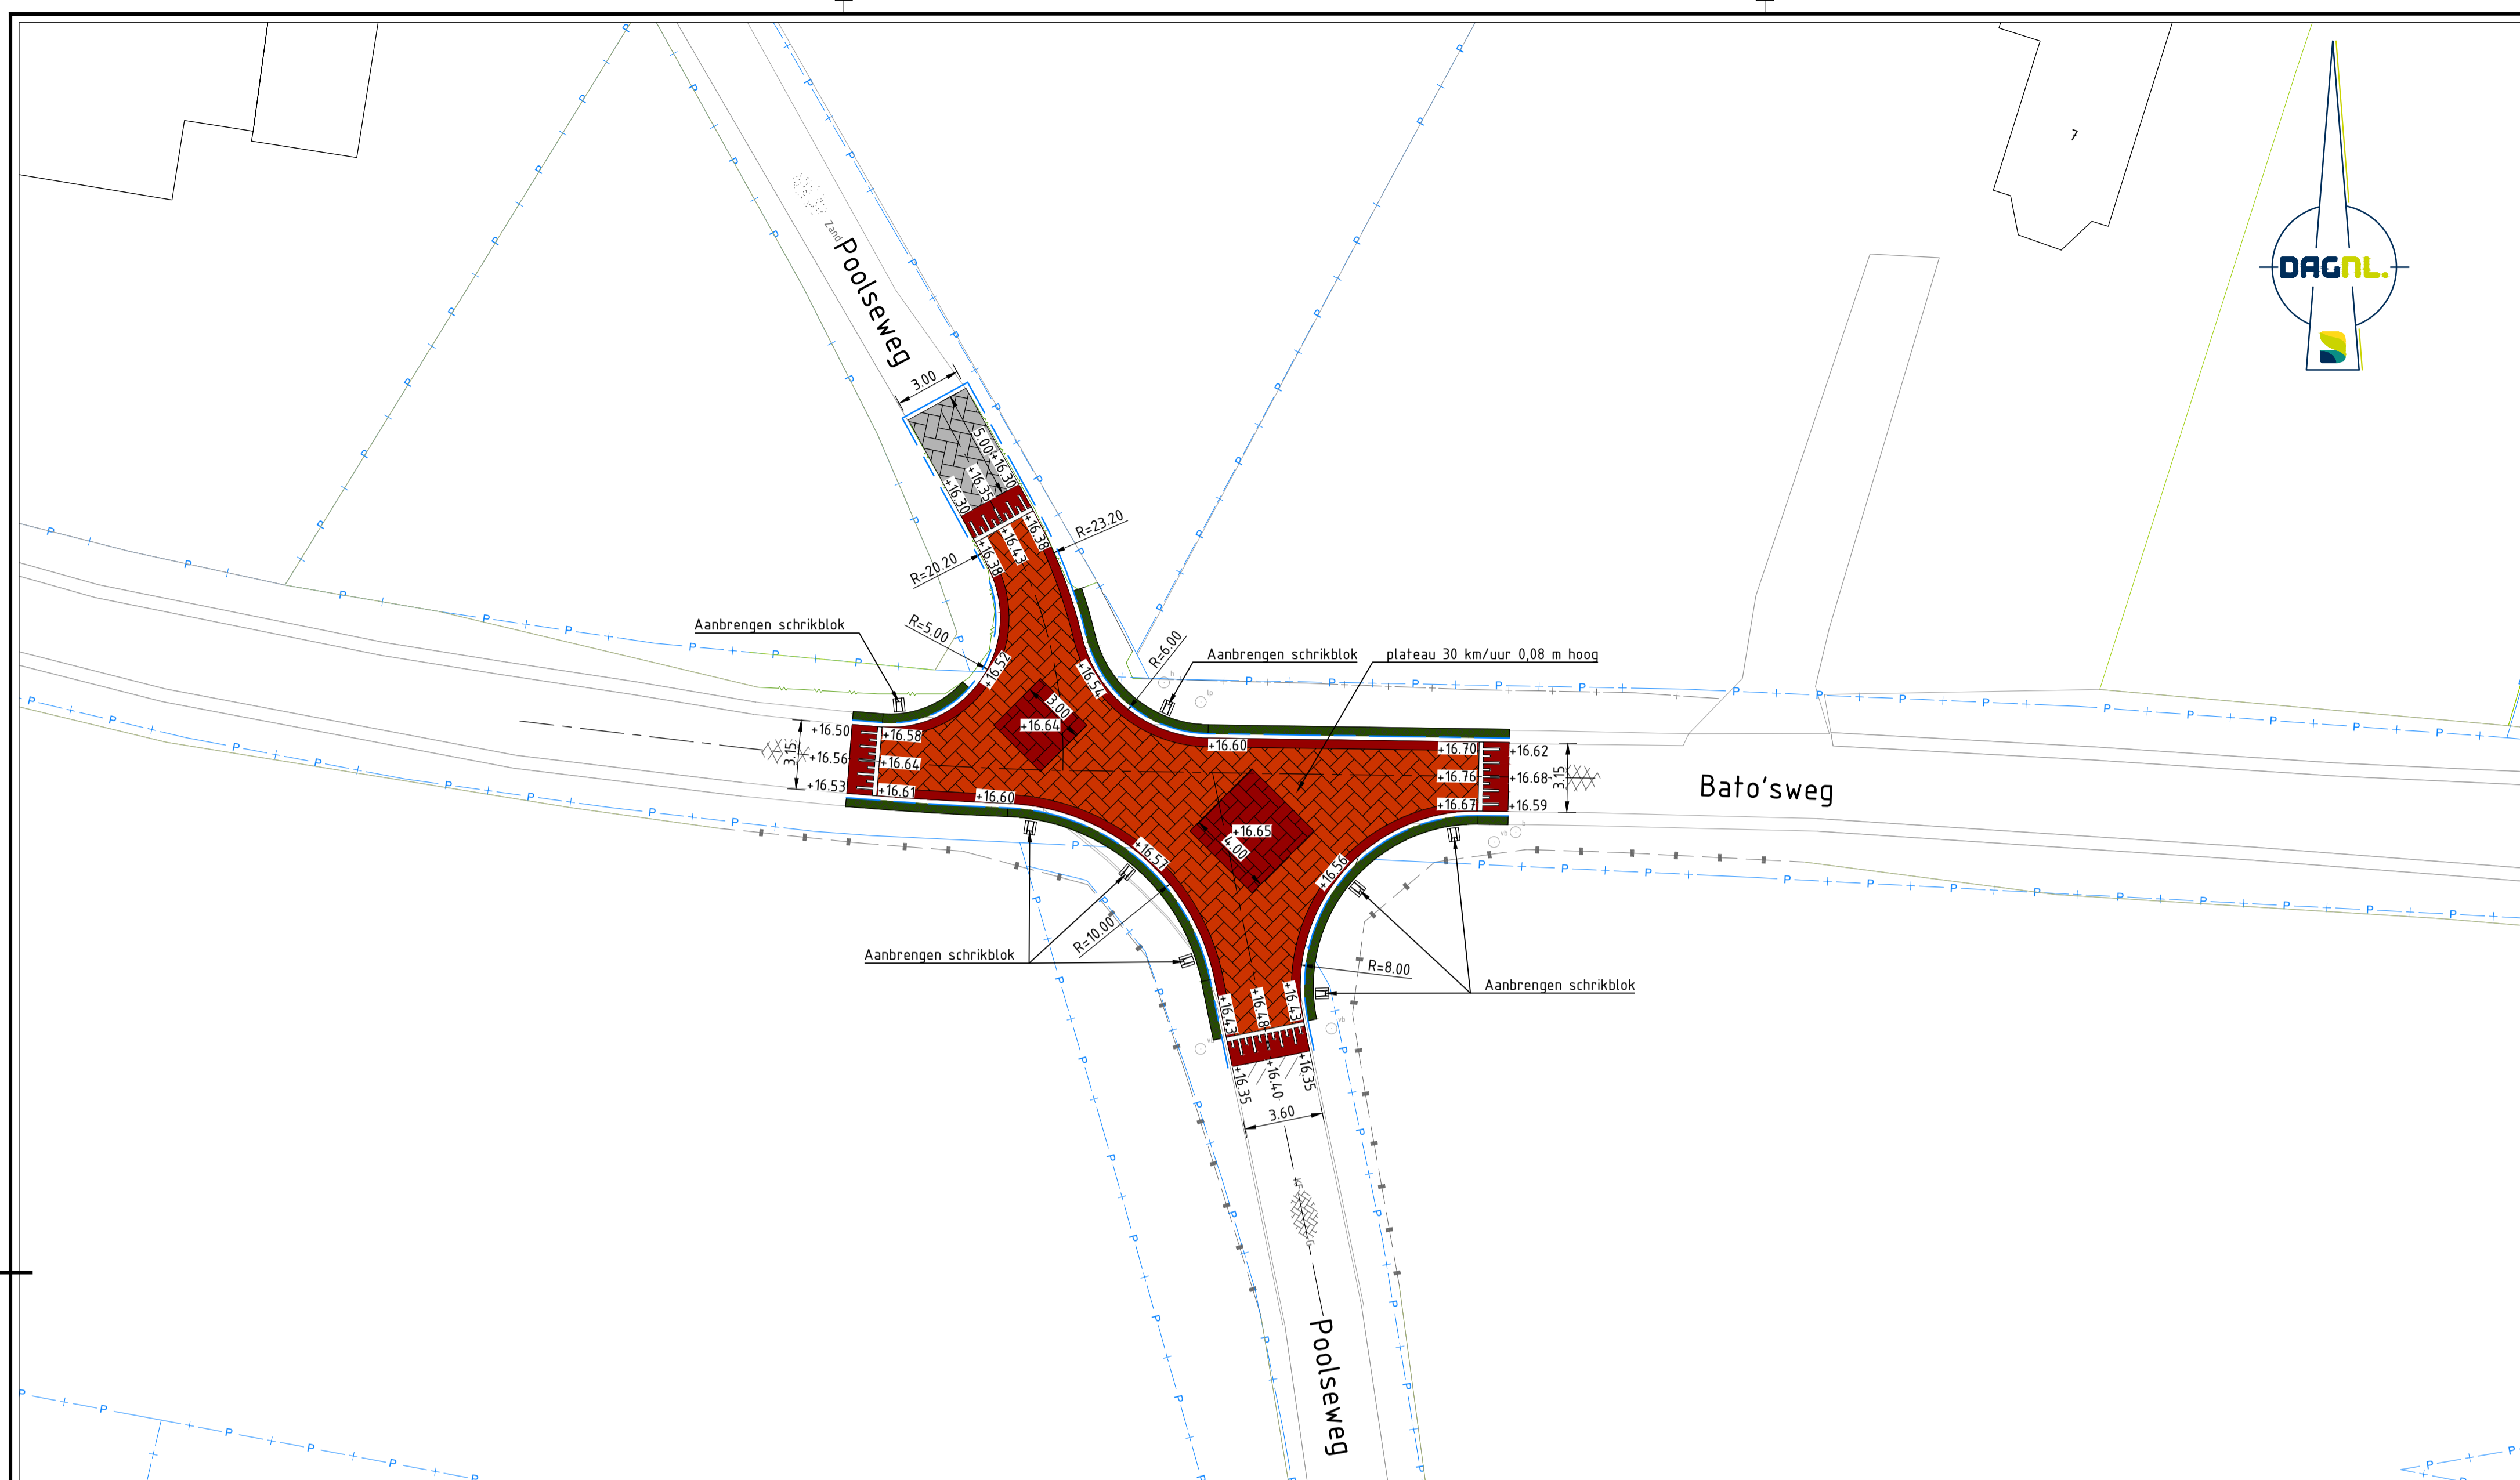 7
DAGNL.
Zand
Poolseweg
3.00
5.00
+16.30
+16.35
+16.30
+16.38
+16.43
+16.38
R=23.20
R=20.20
Aanbrengen schrikblok
R=5.00
+16.52
+16.54
R=6.00
Aanbrengen schrikblok
plateau 30 km/uur 0,08 m hoog
h
lp
3.00
+16.64
+16.50
+16.58
3.15
+16.56
+16.64
+16.53
+16.61
+16.60
+16.60
+16.70
+16.62
+16.76
+16.68
3.15
+16.67
+16.59
Bato'sweg
+16.65
4.00
+16.57
+16.56
vb
b
R=10.00
Aanbrengen schrikblok
R=8.00
Aanbrengen schrikblok
+16.43
+16.48
+16.43
vb
+16.35
+16.40
+16.35
3.60
KF
G
Poolseweg